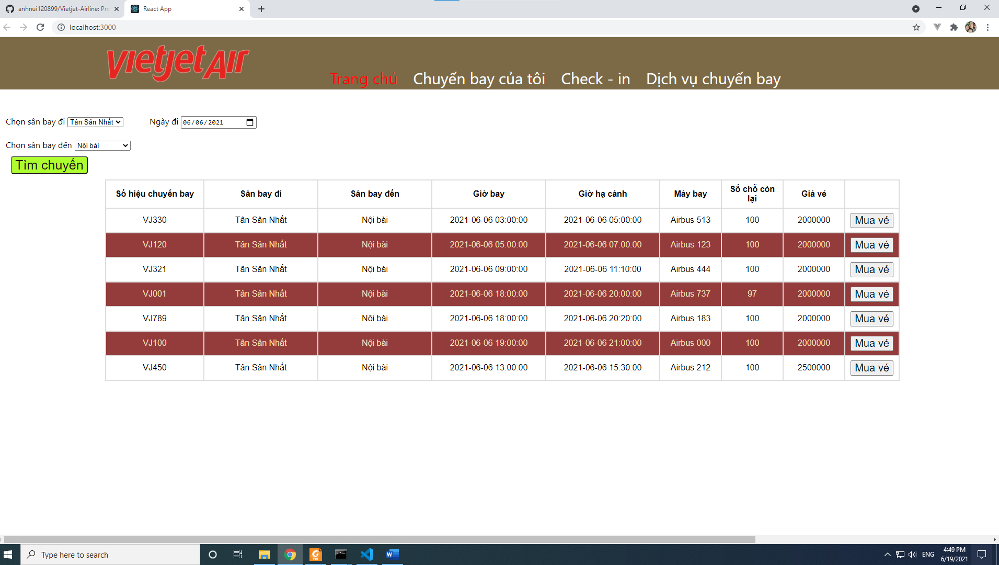 anhnui120899/Vietjet-Airline: Pro
React App
localhost:3000
vietjet Air
Trang chủ Chuyến bay của tôi Check - in Dịch vụ chuyến bay
Chọn sân bay đi Tân Sân Nhất Ngày đi 06/06/2021
Chọn sân bay đến Nội bài
Tìm chuyến
Số hiệu chuyến bay Sân bay đi Sân bay đến Giờ bay Giờ hạ cánh Máy bay Số chỗ còn lại Giá vé
VJ330 Tân Sân Nhất Nội bài 2021-06-06 03:00:00 2021-06-06 05:00:00 Airbus 513 100 2000000 Mua vé
VJ120 Tân Sân Nhất Nội bài 2021-06-06 05:00:00 2021-06-06 07:00:00 Airbus 123 100 2000000 Mua vé
VJ321 Tân Sân Nhất Nội bài 2021-06-06 09:00:00 2021-06-06 11:10:00 Airbus 444 100 2000000 Mua vé
VJ001 Tân Sân Nhất Nội bài 2021-06-06 18:00:00 2021-06-06 20:00:00 Airbus 737 97 2000000 Mua vé
VJ789 Tân Sân Nhất Nội bài 2021-06-06 18:00:00 2021-06-06 20:20:00 Airbus 183 100 2000000 Mua vé
VJ100 Tân Sân Nhất Nội bài 2021-06-06 19:00:00 2021-06-06 21:00:00 Airbus 000 100 2000000 Mua vé
VJ450 Tân Sân Nhất Nội bài 2021-06-06 13:00:00 2021-06-06 15:30:00 Airbus 212 100 2500000 Mua vé
Type here to search
ENG
4:49 PM
6/19/2021